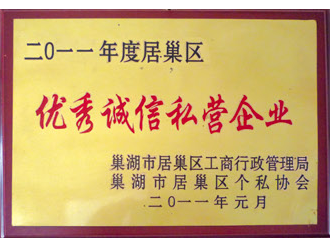 二〇一一年度居巢区
优秀诚信私营企业
巢湖市居巢区工商行政管理局
巢湖市居巢区个私协会
二〇一一年元月